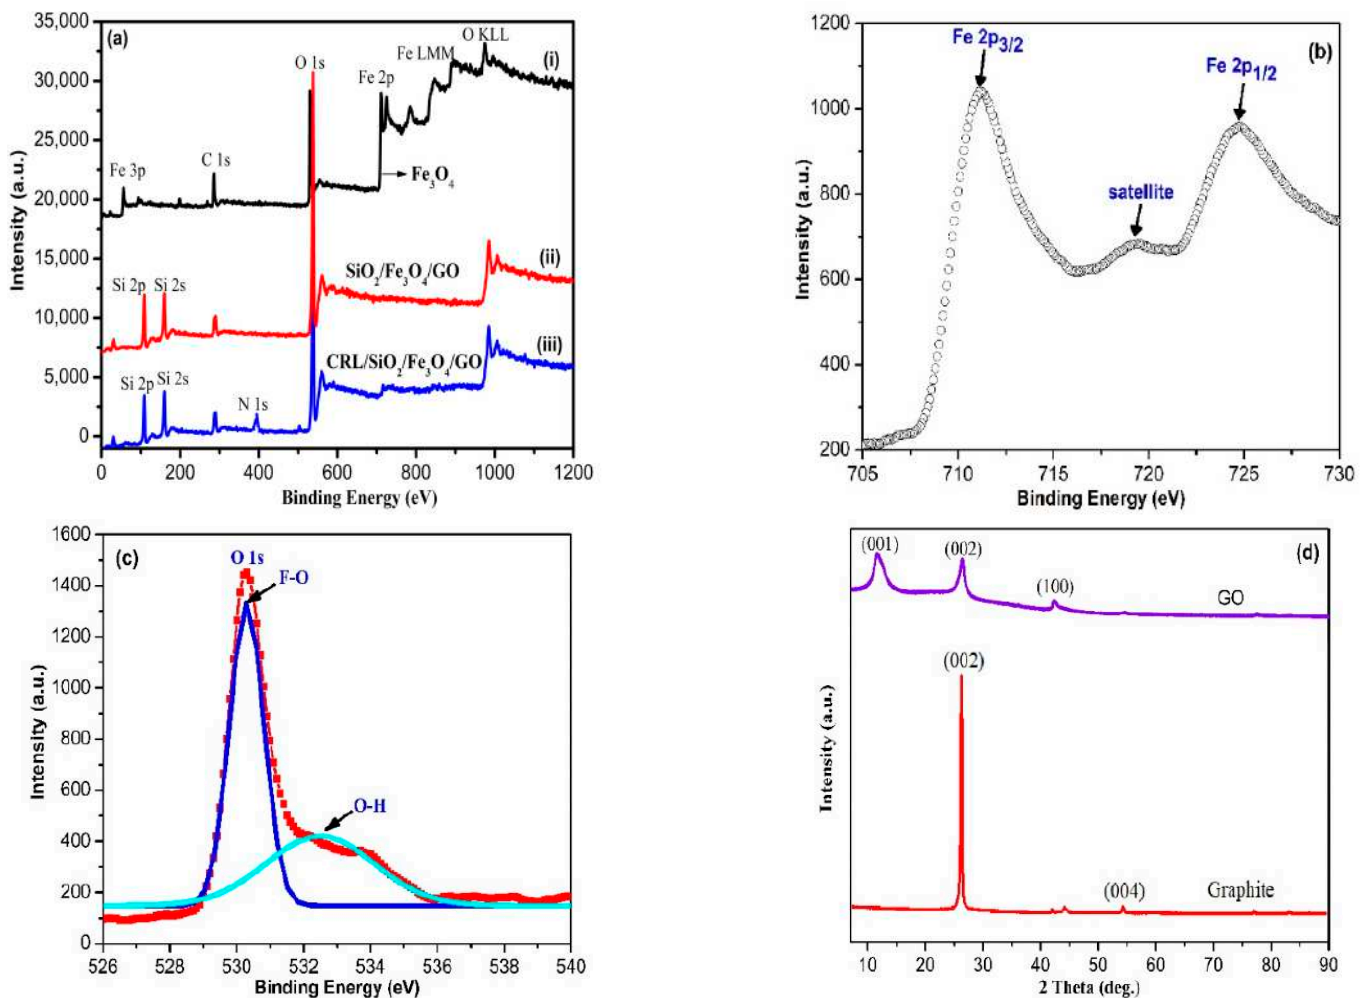 (a)
35,000
30,000
25,000
20,000
15,000
10,000
5,000
0
Intensity (a.u.)
O KLL
Fe LMM
(i)
O 1s
Fe 2p
C 1s
Fe 3p
Fe₃O₄
(ii)
SiO₂/Fe₃O₄/GO
Si 2p Si 2s
(iii)
CRL/SiO₂/Fe₃O₄/GO
Si 2p Si 2s
N 1s
0 200 400 600 800 1000 1200
Binding Energy (eV)
(b)
1200
1000
800
600
400
200
Intensity (a.u.)
Fe 2p3/2
Fe 2p1/2
satellite
705 710 715 720 725 730
Binding Energy (eV)
(c)
1600
1400
1200
1000
800
600
400
200
0
Intensity (a.u.)
O 1s
F-O
O-H
526 528 530 532 534 536 538 540
Binding Energy (eV)
(d)
Intensity (a.u.)
(001)
(002)
(100)
GO
(002)
(004)
Graphite
10 20 30 40 50 60 70 80 90
2 Theta (deg.)